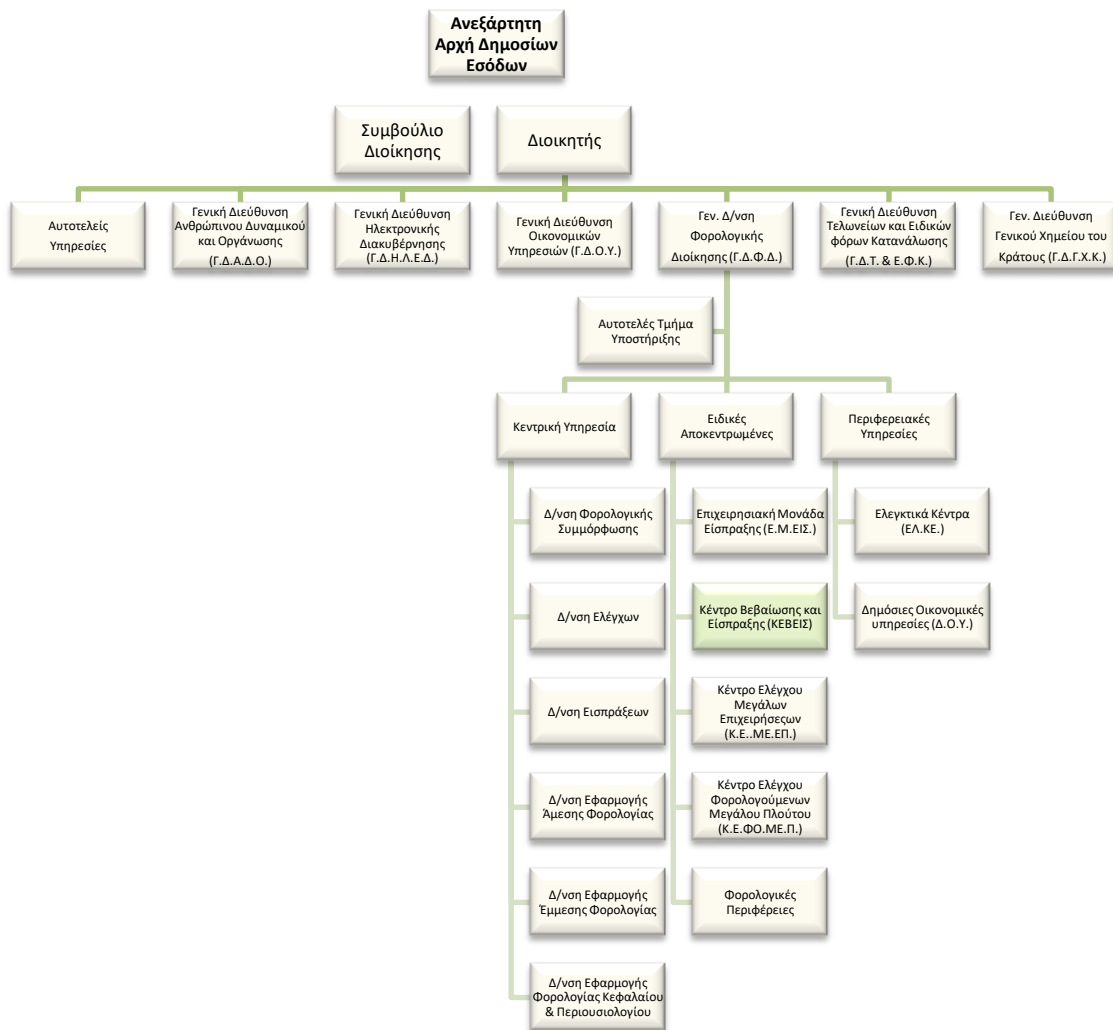 Ανεξάρτητη
Αρχή Δημοσίων
Εσόδων
Συμβούλιο
Διοίκησης
Διοικητής
Αυτοτελείς
Υπηρεσίες
Γενική Διεύθυνση
Ανθρώπινου Δυναμικού
και Οργάνωσης
(Γ.Δ.Α.Δ.Ο.)
Γενική Διεύθυνση
Ηλεκτρονικής
Διακυβέρνησης
(Γ.Δ.Η.Λ.Ε.Δ.)
Γενική Διεύθυνση
Οικονομικών
Υπηρεσιών (Γ.Δ.Ο.Υ.)
Γεν. Δ/νση
Φορολογικής
Διοίκησης (Γ.Δ.Φ.Δ.)
Γενική Διεύθυνση
Τελωνείων και Ειδικών
φόρων Κατανάλωσης
(Γ.Δ.Τ. & Ε.Φ.Κ.)
Γεν. Διεύθυνση
Γενικού Χημείου του
Κράτους (Γ.Δ.Γ.Χ.Κ.)
Αυτοτελές Τμήμα
Υποστήριξης
Κεντρική Υπηρεσία
Ειδικές
Αποκεντρωμένες
Περιφερειακές
Υπηρεσίες
Δ/νση Φορολογικής
Συμμόρφωσης
Δ/νση Ελέγχων
Δ/νση Εισπράξεων
Δ/νση Εφαρμογής
Άμεσης Φορολογίας
Δ/νση Εφαρμογής
Έμμεσης Φορολογίας
Δ/νση Εφαρμογής
Φορολογίας Κεφαλαίου
& Περιουσιολογίου
Επιχειρησιακή Μονάδα
Είσπραξης (Ε.Μ.ΕΙΣ.)
Κέντρο Βεβαίωσης και
Είσπραξης (ΚΕΒΕΙΣ)
Κέντρο Ελέγχου
Μεγάλων
Επιχειρήσεςων
(Κ.Ε..ΜΕ.ΕΠ.)
Κέντρο Ελέγχου
Φορολογούμενων
Μεγάλου Πλούτου
(Κ.Ε.ΦΟ.ΜΕ.Π.)
Φορολογικές
Περιφέρειες
Ελεγκτικά Κέντρα
(ΕΛ.ΚΕ.)
Δημόσιες Οικονομικές
υπηρεσίες (Δ.Ο.Υ.)